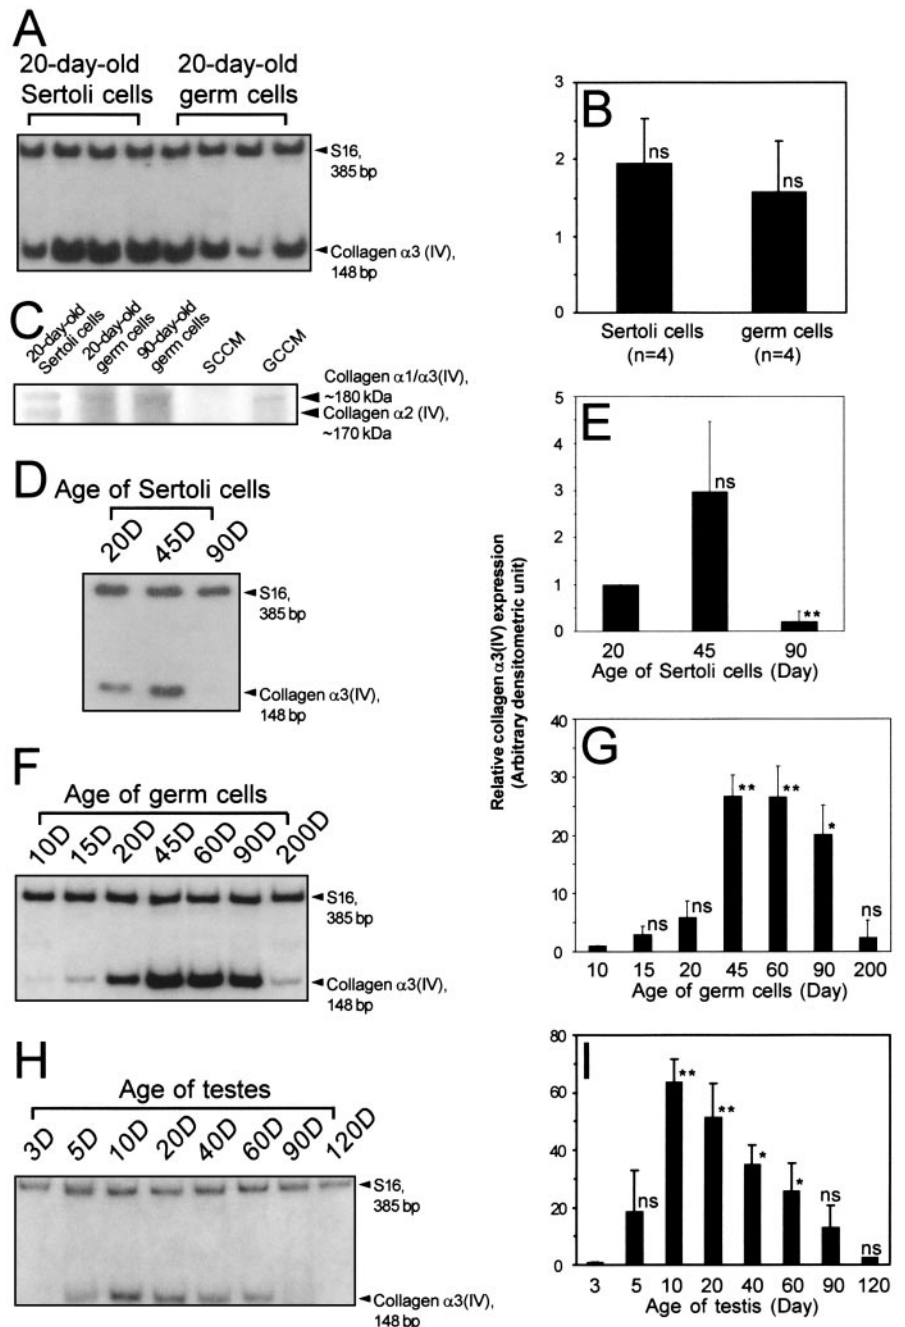 A
20-day-old
Sertoli cells
20-day-old
germ cells
S16,
385 bp
Collagen α3 (IV),
148 bp
B
3
2
1
0
ns
ns
Sertoli cells
(n=4)
germ cells
(n=4)
C
20-day-old
Sertoli cells
20-day-old
germ cells
90-day-old
germ cells
SCCM
GCCM
Collagen α1/α3(IV),
~180 kDa
Collagen α2 (IV),
~170 kDa
D
Age of Sertoli cells
20D 45D 90D
S16,
385 bp
Collagen α3(IV),
148 bp
Relative collagen α3(IV) expression
(Arbitrary densitometric unit)
E
5
4
3
2
1
0
ns
**
20 45 90
Age of Sertoli cells (Day)
F
Age of germ cells
10D 15D 20D 45D 60D 90D 200D
S16,
385 bp
Collagen α3(IV),
148 bp
G
40
30
20
10
0
ns
ns
**
**
*
ns
10 15 20 45 60 90 200
Age of germ cells (Day)
H
Age of testes
3D 5D 10D 20D 40D 60D 90D 120D
S16,
385 bp
Collagen α3(IV),
148 bp
I
80
60
40
20
0
ns
**
**
*
*
ns
ns
3 5 10 20 40 60 90 120
Age of testis (Day)